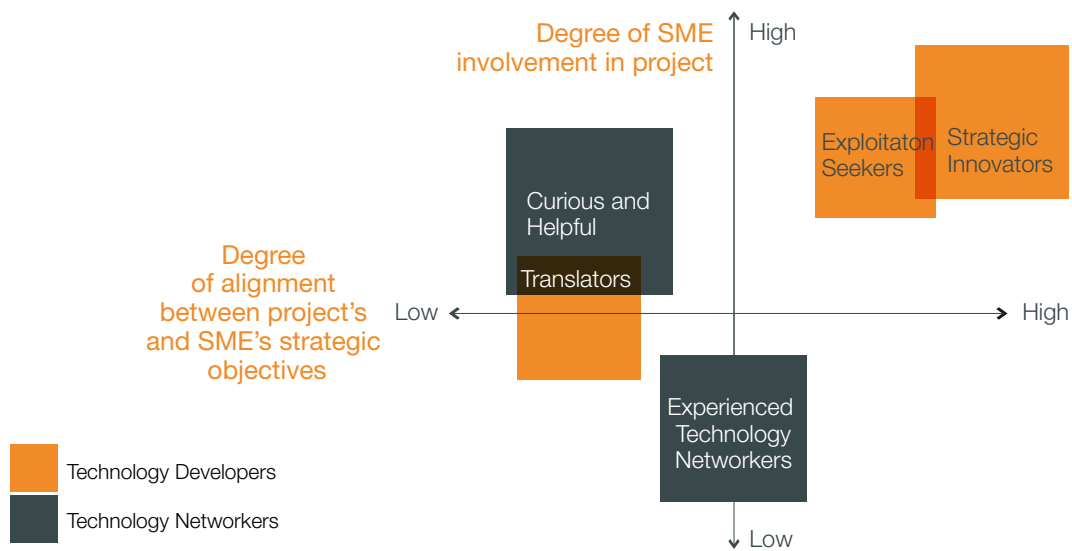 Degree of SME
involvement in project
High
Exploitaton
Seekers
Strategic
Innovators
Curious and
Helpful
Translators
Degree
of alignment
between project’s
and SME’s strategic
objectives
Low
High
Experienced
Technology
Networkers
Low
Technology Developers
Technology Networkers